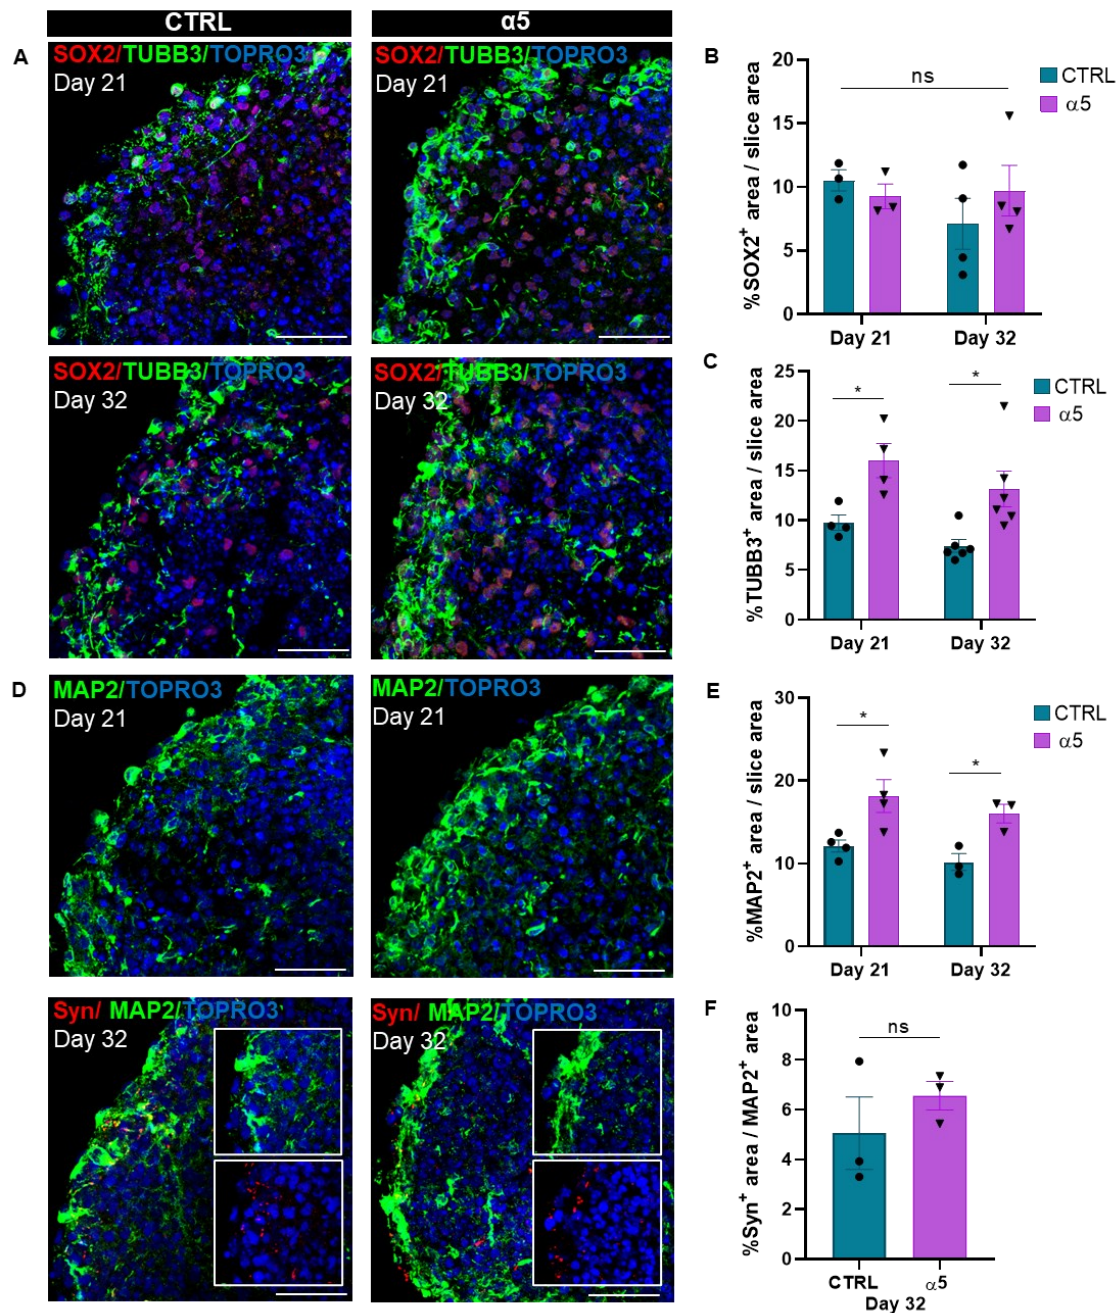 CTRL
α5
A
SOX2/TUBB3/TOPRO3
Day 21
SOX2/TUBB3/TOPRO3
Day 21
SOX2/TUBB3/TOPRO3
Day 32
SOX2/TUBB3/TOPRO3
Day 32
B
%SOX2+ area / slice area
20
15
10
5
0
ns
Day 21
Day 32
CTRL
α5
C
%TUBB3+ area / slice area
25
20
15
10
5
0
*
*
Day 21
Day 32
CTRL
α5
D
MAP2/TOPRO3
Day 21
MAP2/TOPRO3
Day 21
Syn/ MAP2/TOPRO3
Day 32
Syn/ MAP2/TOPRO3
Day 32
E
%MAP2+ area / slice area
30
20
10
0
*
*
Day 21
Day 32
CTRL
α5
F
%Syn+ area / MAP2+ area
10
8
6
4
2
0
ns
CTRL
α5
Day 32